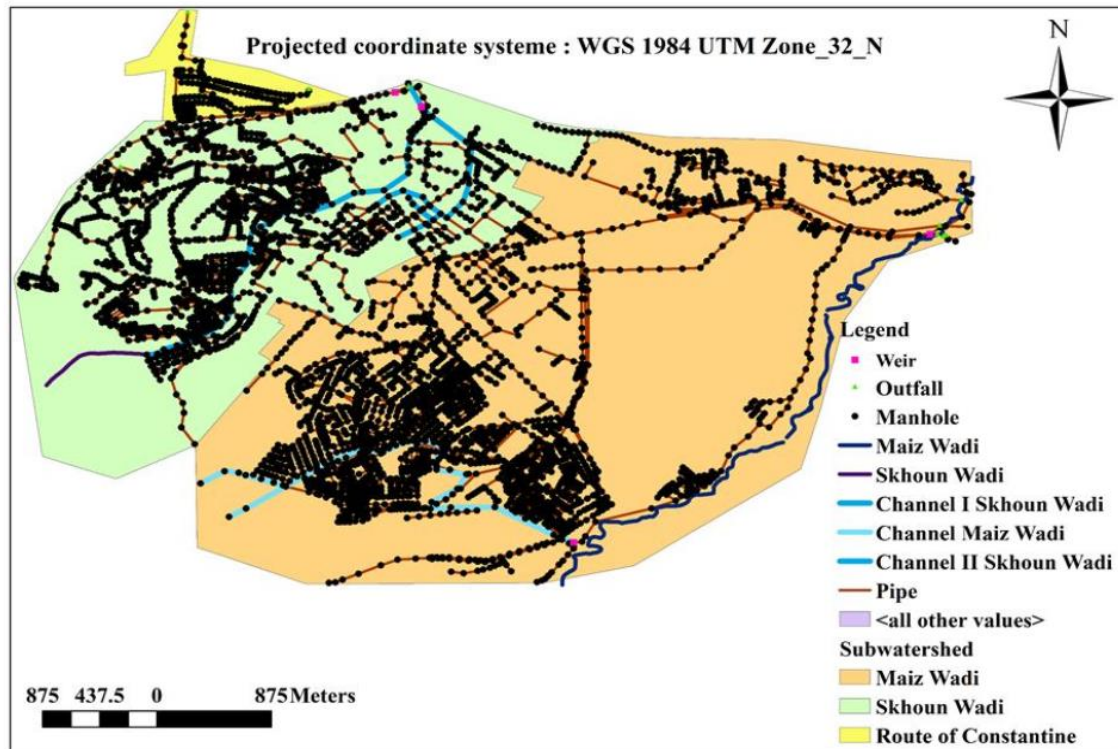 Projected coordinate systeme : WGS 1984 UTM Zone_32_N
N
Legend
Weir
Outfall
Manhole
Maiz Wadi
Skhoun Wadi
Channel I Skhoun Wadi
Channel Maiz Wadi
Channel II Skhoun Wadi
Pipe
<all other values>
Subwatershed
Maiz Wadi
Skhoun Wadi
Route of Constantine
875 437.5 0 875 Meters